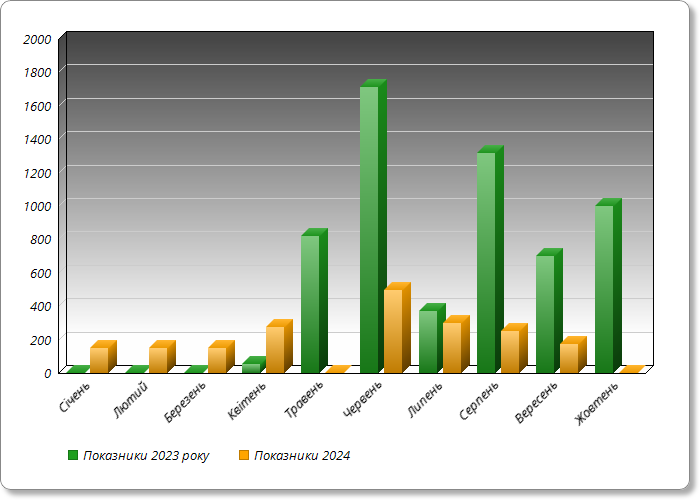 2000
1800
1600
1400
1200
1000
800
600
400
200
0
Січень
Лютий
Березень
Квітень
Травень
Червень
Липень
Серпень
Вересень
Жовтень
Показники 2023 року
Показники 2024